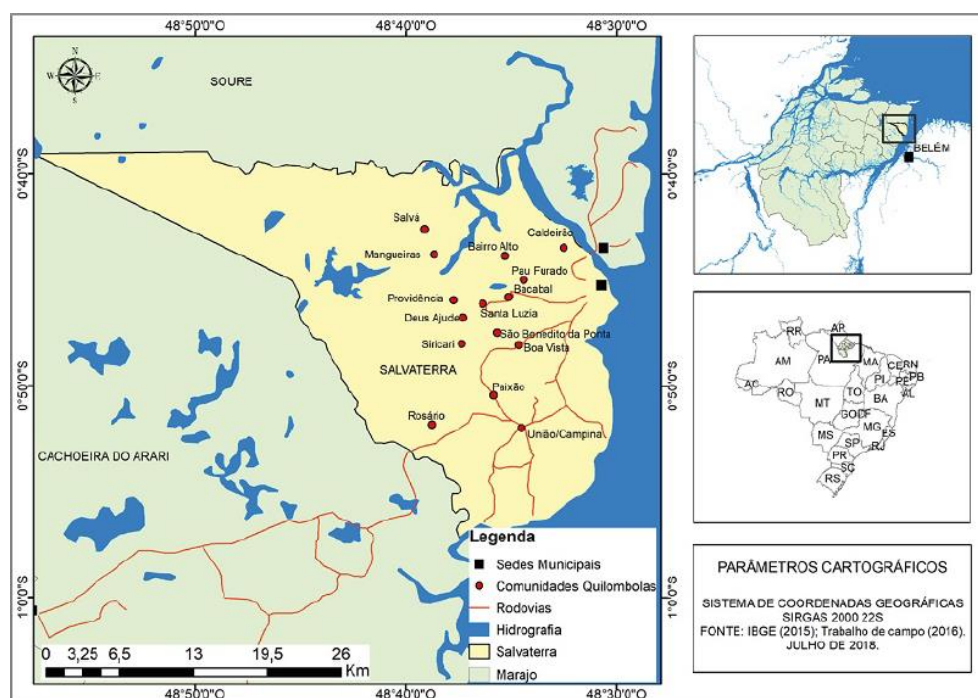 48°50'0"O 48°40'0"O 48°30'0"O
N
W E
S
SOURE
0°40'0"S 0°40'0"S
Salvá
Caldeirão
Mangueiras
Bairro Alto
Pau Furado
Bacabal
Providência
Santa Luzia
Deus Ajude
São Benedito da Ponta
Siricari
Boa Vista
SALVATERRA
0°50'0"S 0°50'0"S
Paixão
Rosário
União/Campina
CACHOEIRA DO ARARI
1°0'0"S 1°0'0"S
Legenda
Sedes Municipais
Comunidades Quilombolas
Rodovias
Hidrografia
Salvaterra
Marajo
0 3,25 6,5 13 19,5 26
Km
48°50'0"O 48°40'0"O 48°30'0"O
BELÉM
RR AP
AM PA MA CE RN
PB
PI PE
AC AL
RO TO BA
MT
GO DF
MG ES
MS
SP RJ
PR
SC
RS
PARÂMETROS CARTOGRÁFICOS
SISTEMA DE COORDENADAS GEOGRÁFICAS
SIRGAS 2000 22S
FONTE: IBGE (2015); Trabalho de campo (2016).
JULHO DE 2018.